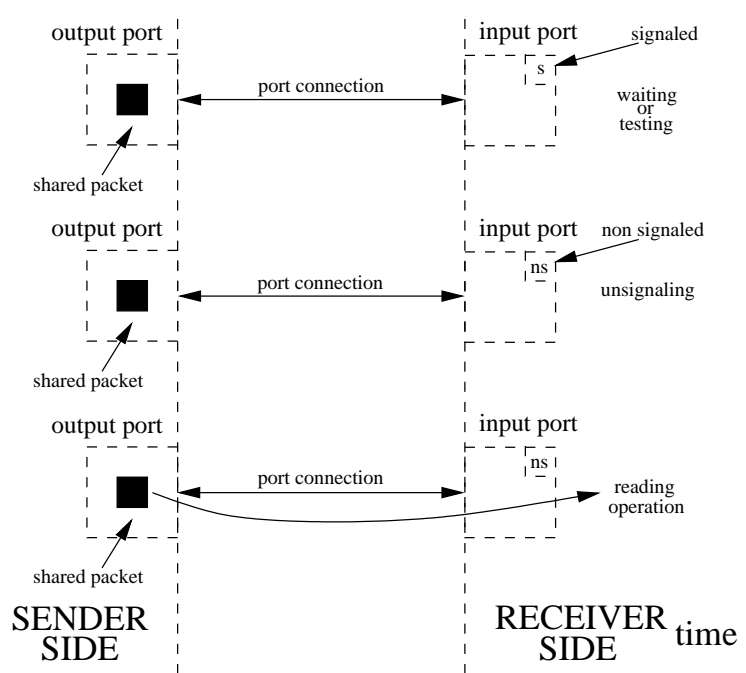 output port
input port
signaled
s
port connection
waiting
or
testing
shared packet
output port
input port
non signaled
ns
port connection
unsignaling
shared packet
output port
input port
ns
port connection
reading
operation
shared packet
SENDER
SIDE
RECEIVER
SIDE
time